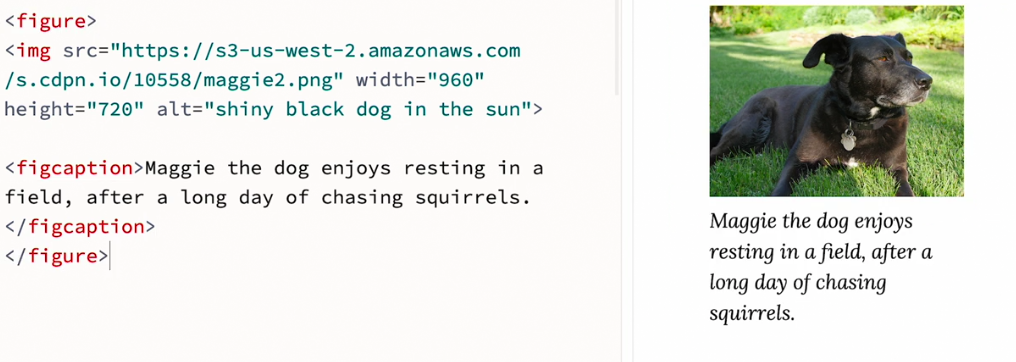 <figure>
<img src="https://s3-us-west-2.amazonaws.com
/s.cdpn.io/10558/maggie2.png" width="960"
height="720" alt="shiny black dog in the sun">
<figcaption>Maggie the dog enjoys resting in a
field, after a long day of chasing squirrels.
</figcaption>
</figure>
Maggie the dog enjoys
resting in a field, after a
long day of chasing
squirrels.